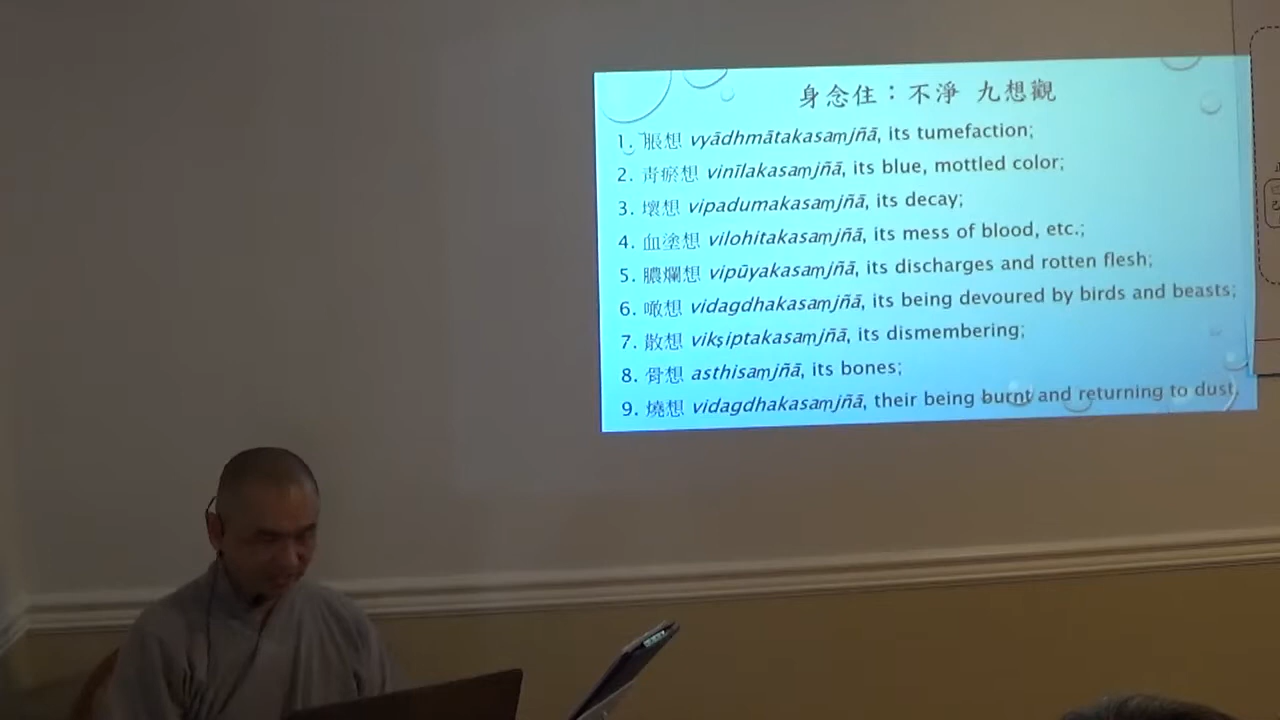 身念住：不淨 九想觀
1. 脹想 vyādhmātakasaṃjñā, its tumefaction;
2. 青瘀想 vinīlakasaṃjñā, its blue, mottled color;
3. 壞想 vipadumakasaṃjñā, its decay;
4. 血塗想 vilohitakasaṃjñā, its mess of blood, etc.;
5. 膿爛想 vipūyakasaṃjñā, its discharges and rotten flesh;
6. 噉想 vidagdhakasaṃjñā, its being devoured by birds and beasts;
7. 散想 vikṣiptakasaṃjñā, its dismembering;
8. 骨想 asthisaṃjñā, its bones;
9. 燒想 vidagdhakasaṃjñā, their being burnt and returning to dust.